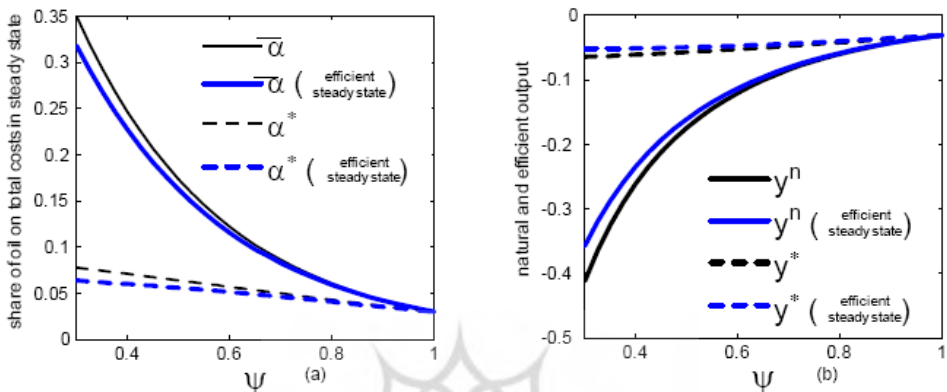 share of oil on total costs in steady state
0.35
0.3
0.25
0.2
0.15
0.1
0.05
0
α̅
α̅ ( efficient steady state )
α*
α* ( efficient steady state )
0.4
0.6
0.8
1
ψ
(a)
natural and efficient output
-0
-0.1
-0.2
-0.3
-0.4
-0.5
yⁿ
yⁿ ( efficient steady state )
y*
y* ( efficient steady state )
0.4
0.6
0.8
1
ψ
(b)